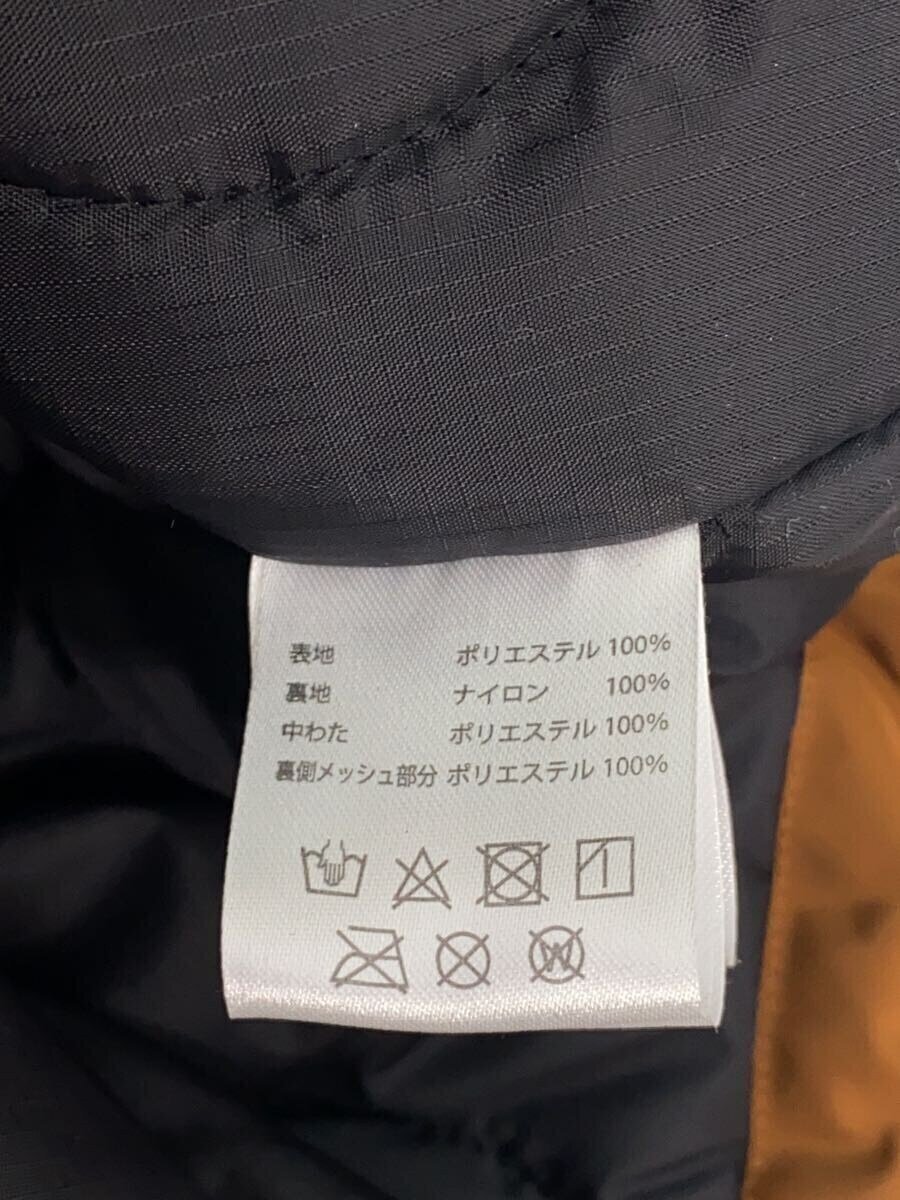 表地 ポリエステル 100%
裏地 ナイロン 100%
中わた ポリエステル 100%
裏側メッシュ部分 ポリエステル 100%